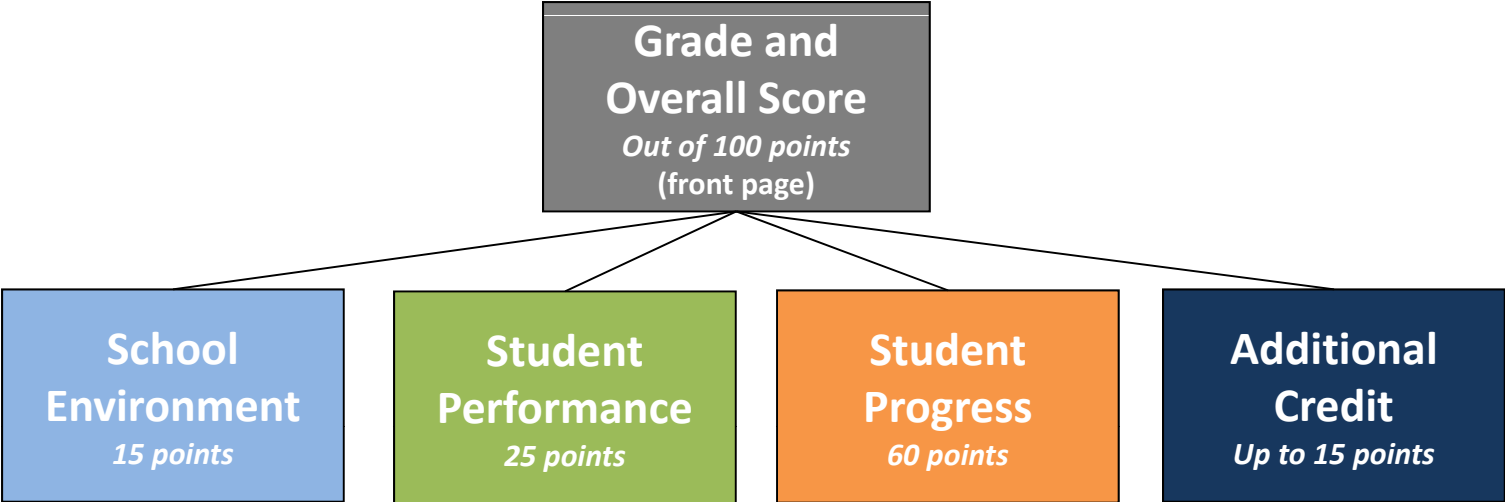 Grade and
Overall Score
Out of 100 points
(front page)
School
Environment
15 points
Student
Performance
25 points
Student
Progress
60 points
Additional
Credit
Up to 15 points